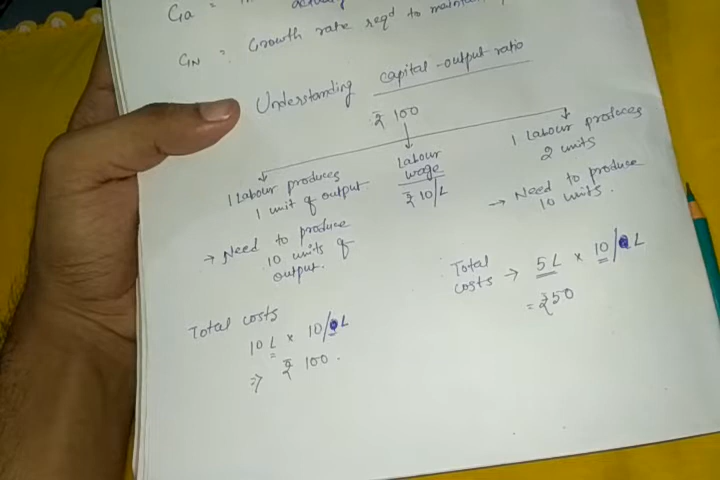 Ga =
GN : Growth rate reqd to maintain
Understanding capital-output ratio
₹ 100
1 Labour produces
1 unit of output
→ Need to produce
10 units of
output.
Labour
wage
₹ 10/L
1 Labour produces
2 units
→ Need to produce
10 units.
Total costs
10 L x 10/L
=> ₹ 100.
Total
costs → 5 L x 10/L
= ₹50